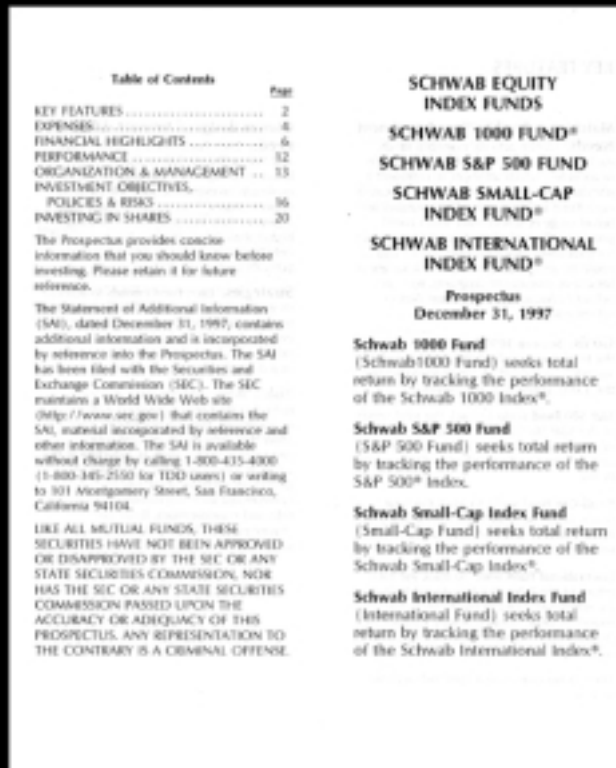 Table of Contents
Page
KEY FEATURES ........................ 2
EXPENSES ............................. 4
FINANCIAL HIGHLIGHTS ............. 6
PERFORMANCE ....................... 12
ORGANIZATION & MANAGEMENT .. 13
INVESTMENT OBJECTIVES,
POLICIES & RISKS ................ 16
INVESTING IN SHARES ............... 20
The Prospectus provides concise
information that you should know before
investing. Please retain it for future
reference.
The Statement of Additional Information
(SAI), dated December 31, 1997, contains
additional information and is incorporated
by reference into the Prospectus. The SAI
has been filed with the Securities and
Exchange Commission (SEC). The SEC
maintains a World Wide Web site
(http://www.sec.gov) that contains the
SAI, material incorporated by reference and
other information. The SAI is available
without charge by calling 1-800-435-4000
(1-800-345-2550 for TDD users) or writing
to 101 Montgomery Street, San Francisco,
California 94104.
LIKE ALL MUTUAL FUNDS, THESE
SECURITIES HAVE NOT BEEN APPROVED
OR DISAPPROVED BY THE SEC OR ANY
STATE SECURITIES COMMISSION, NOR
HAS THE SEC OR ANY STATE SECURITIES
COMMISSION PASSED UPON THE
ACCURACY OR ADEQUACY OF THIS
PROSPECTUS. ANY REPRESENTATION TO
THE CONTRARY IS A CRIMINAL OFFENSE.
SCHWAB EQUITY
INDEX FUNDS
SCHWAB 1000 FUND®
SCHWAB S&P 500 FUND
SCHWAB SMALL-CAP
INDEX FUND®
SCHWAB INTERNATIONAL
INDEX FUND®
Prospectus
December 31, 1997
Schwab 1000 Fund
(Schwab1000 Fund) seeks total
return by tracking the performance
of the Schwab 1000 Index®.
Schwab S&P 500 Fund
(S&P 500 Fund) seeks total return
by tracking the performance of the
S&P 500® Index.
Schwab Small-Cap Index Fund
(Small-Cap Fund) seeks total return
by tracking the performance of the
Schwab Small-Cap Index®.
Schwab International Index Fund
(International Fund) seeks total
return by tracking the performance
of the Schwab International Index®.